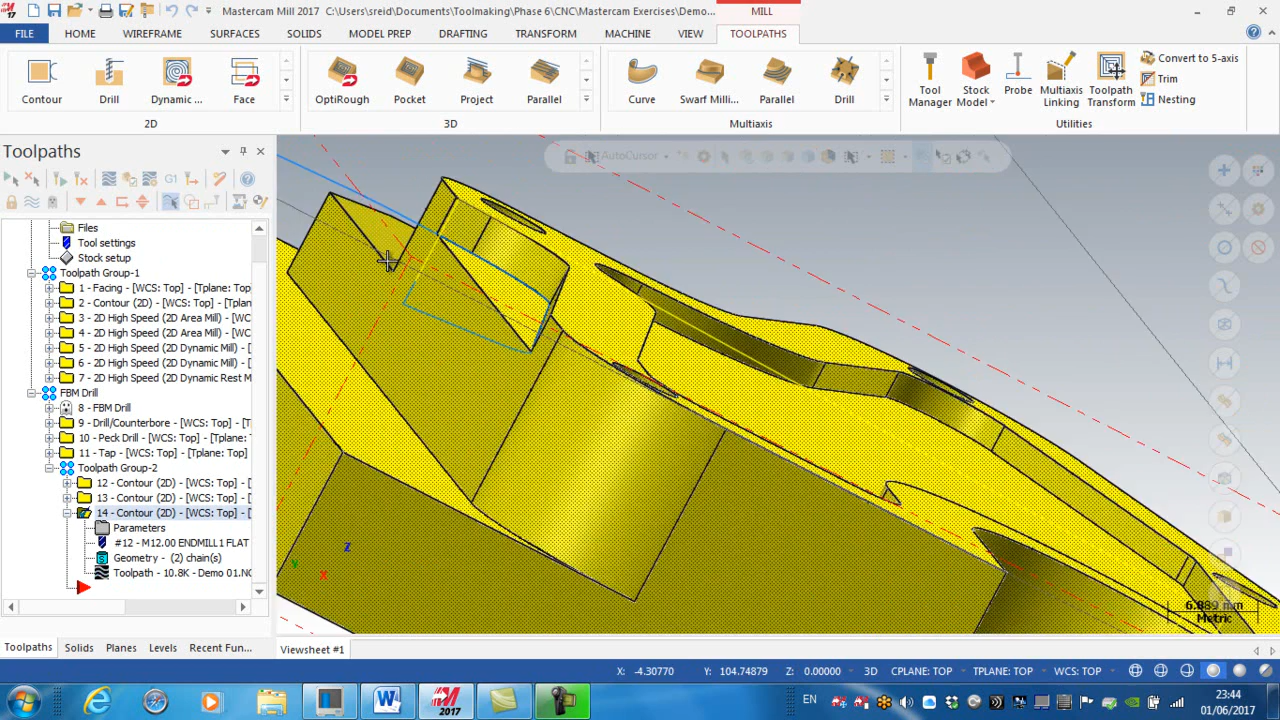 Mastercam Mill 2017 C:\Users\sreid\Documents\Toolmaking\Phase 6\CNC\Mastercam Exercises\Demo...
MILL
FILE HOME WIREFRAME SURFACES SOLIDS MODEL PREP DRAFTING TRANSFORM MACHINE VIEW TOOLPATHS
Contour Drill Dynamic ... Face
OptiRough Pocket Project Parallel
Curve Swarf Milli... Parallel Drill
Tool Manager Stock Model Probe Multiaxis Linking Toolpath Transform
Convert to 5-axis
Trim
Nesting
2D 3D Multiaxis Utilities
Toolpaths
AutoCursor
G1
Files
Tool settings
Stock setup
Toolpath Group-1
1 - Facing - [WCS: Top] - [Tplane: Top
2 - Contour (2D) - [WCS: Top] - [Tpl
3 - 2D High Speed (2D Area Mill) - [WC
4 - 2D High Speed (2D Area Mill) - [WC
5 - 2D High Speed (2D Dynamic Mill) -
6 - 2D High Speed (2D Dynamic Mill) -
7 - 2D High Speed (2D Dynamic Rest M
FBM Drill
8 - FBM Drill
9 - Drill/Counterbore - [WCS: Top] - [T
10 - Peck Drill - [WCS: Top] - [Tplane:
11 - Tap - [WCS: Top] - [Tplane: Top]
Toolpath Group-2
12 - Contour (2D) - [WCS: Top] - [
13 - Contour (2D) - [WCS: Top] - [
14 - Contour (2D) - [WCS: Top] - [
Parameters
#12 - M12.00 ENDMILL1 FLAT
Geometry - (2) chain(s)
Toolpath - 10.8K - Demo 01.NC
Z
Y
X
6.889 mm
Metric
Toolpaths Solids Planes Levels Recent Fun...
Viewsheet #1
X: -4.30770 Y: 104.74879 Z: 0.00000 3D CPLANE: TOP TPLANE: TOP WCS: TOP
2017
EN
23:44
01/06/2017